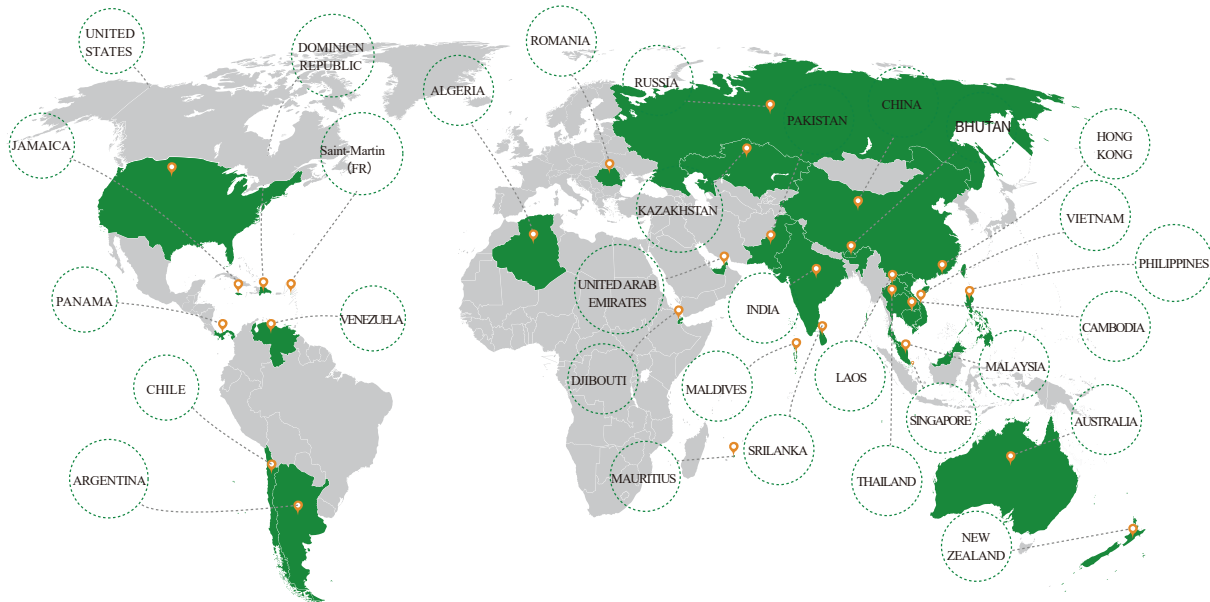 UNITED
STATES
DOMINICN
REPUBLIC
ROMANIA
ALGERIA
RUSSIA
CHINA
PAKISTAN
BHUTAN
HONG
KONG
JAMAICA
Saint-Martin
(FR)
KAZAKHSTAN
VIETNAM
PHILIPPINES
UNITED ARAB
EMIRATES
PANAMA
VENEZUELA
INDIA
CAMBODIA
CHILE
DJIBOUTI
MALDIVES
LAOS
MALAYSIA
SINGAPORE
AUSTRALIA
ARGENTINA
MAURITIUS
SRILANKA
THAILAND
NEW
ZEALAND